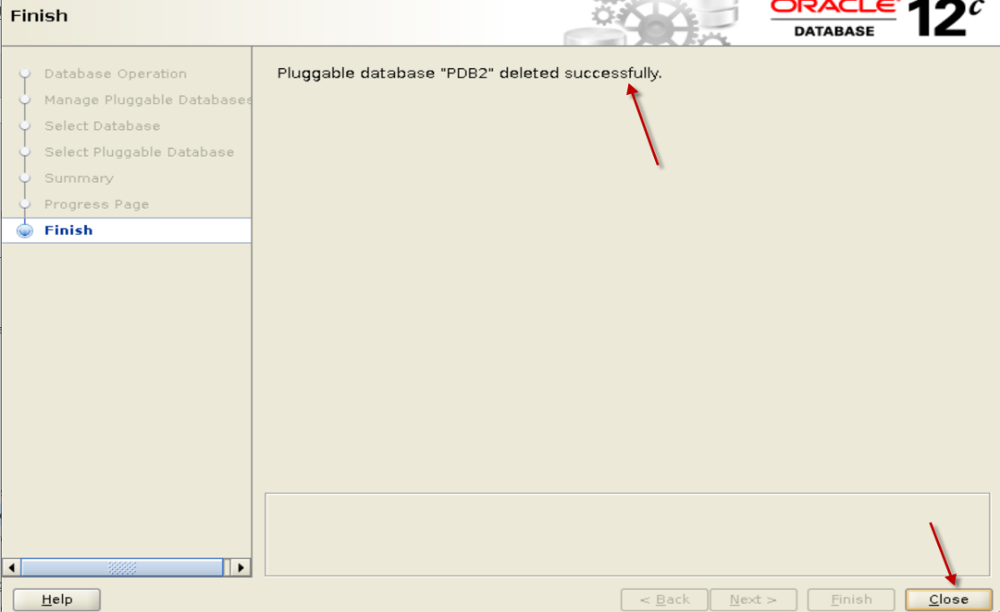 Finish
ORACLE
DATABASE
12c
Database Operation
Manage Pluggable Databases
Select Database
Select Pluggable Database
Summary
Progress Page
Finish
Pluggable database "PDB2" deleted successfully.
Help
< Back
Next >
Finish
Close